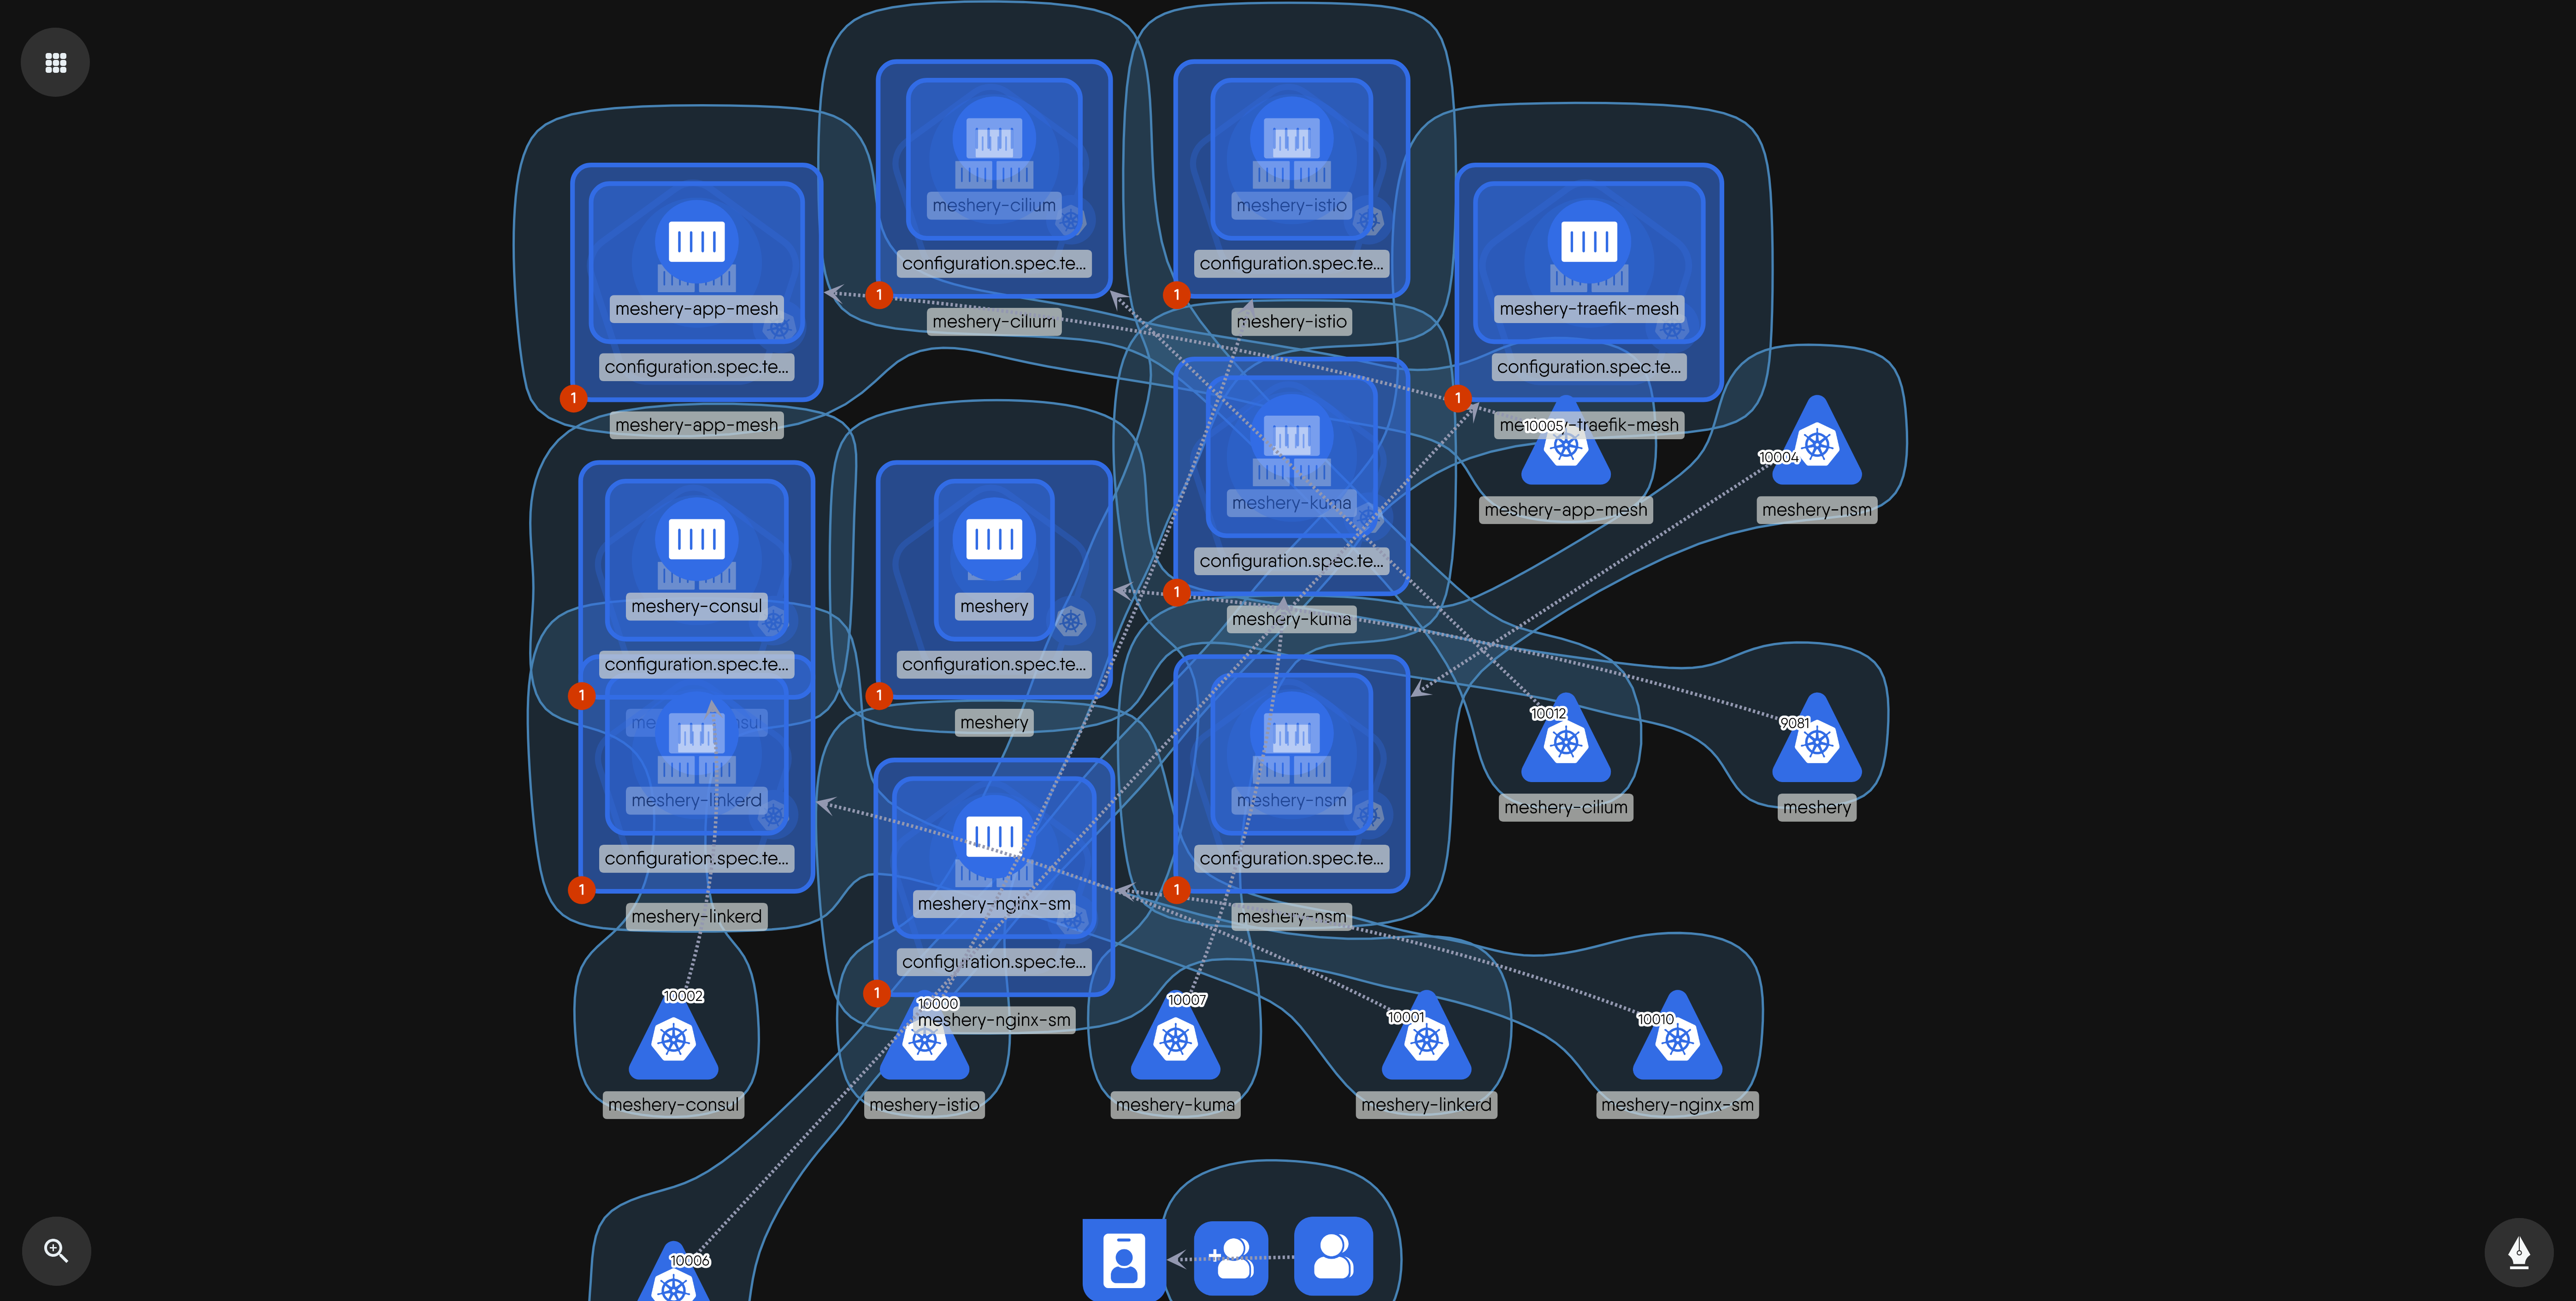 meshery-cilium
configuration.spec.te...
1
meshery-cilium
meshery-istio
configuration.spec.te...
1
meshery-istio
meshery-app-mesh
configuration.spec.te...
1
meshery-app-mesh
meshery-traefik-mesh
configuration.spec.te...
1
meshery-traefik-mesh
10005
meshery-app-mesh
10004
meshery-nsm
meshery-kuma
configuration.spec.te...
1
meshery-kuma
meshery-consul
configuration.spec.te...
1
meshery
configuration.spec.te...
1
meshery
meshery-linkerd
configuration.spec.te...
1
meshery-linkerd
meshery-nsm
configuration.spec.te...
1
meshery-nsm
10012
meshery-cilium
9081
meshery
meshery-nginx-sm
configuration.spec.te...
1
meshery-nginx-sm
10002
meshery-consul
10000
meshery-istio
10007
meshery-kuma
10001
meshery-linkerd
10010
meshery-nginx-sm
10006